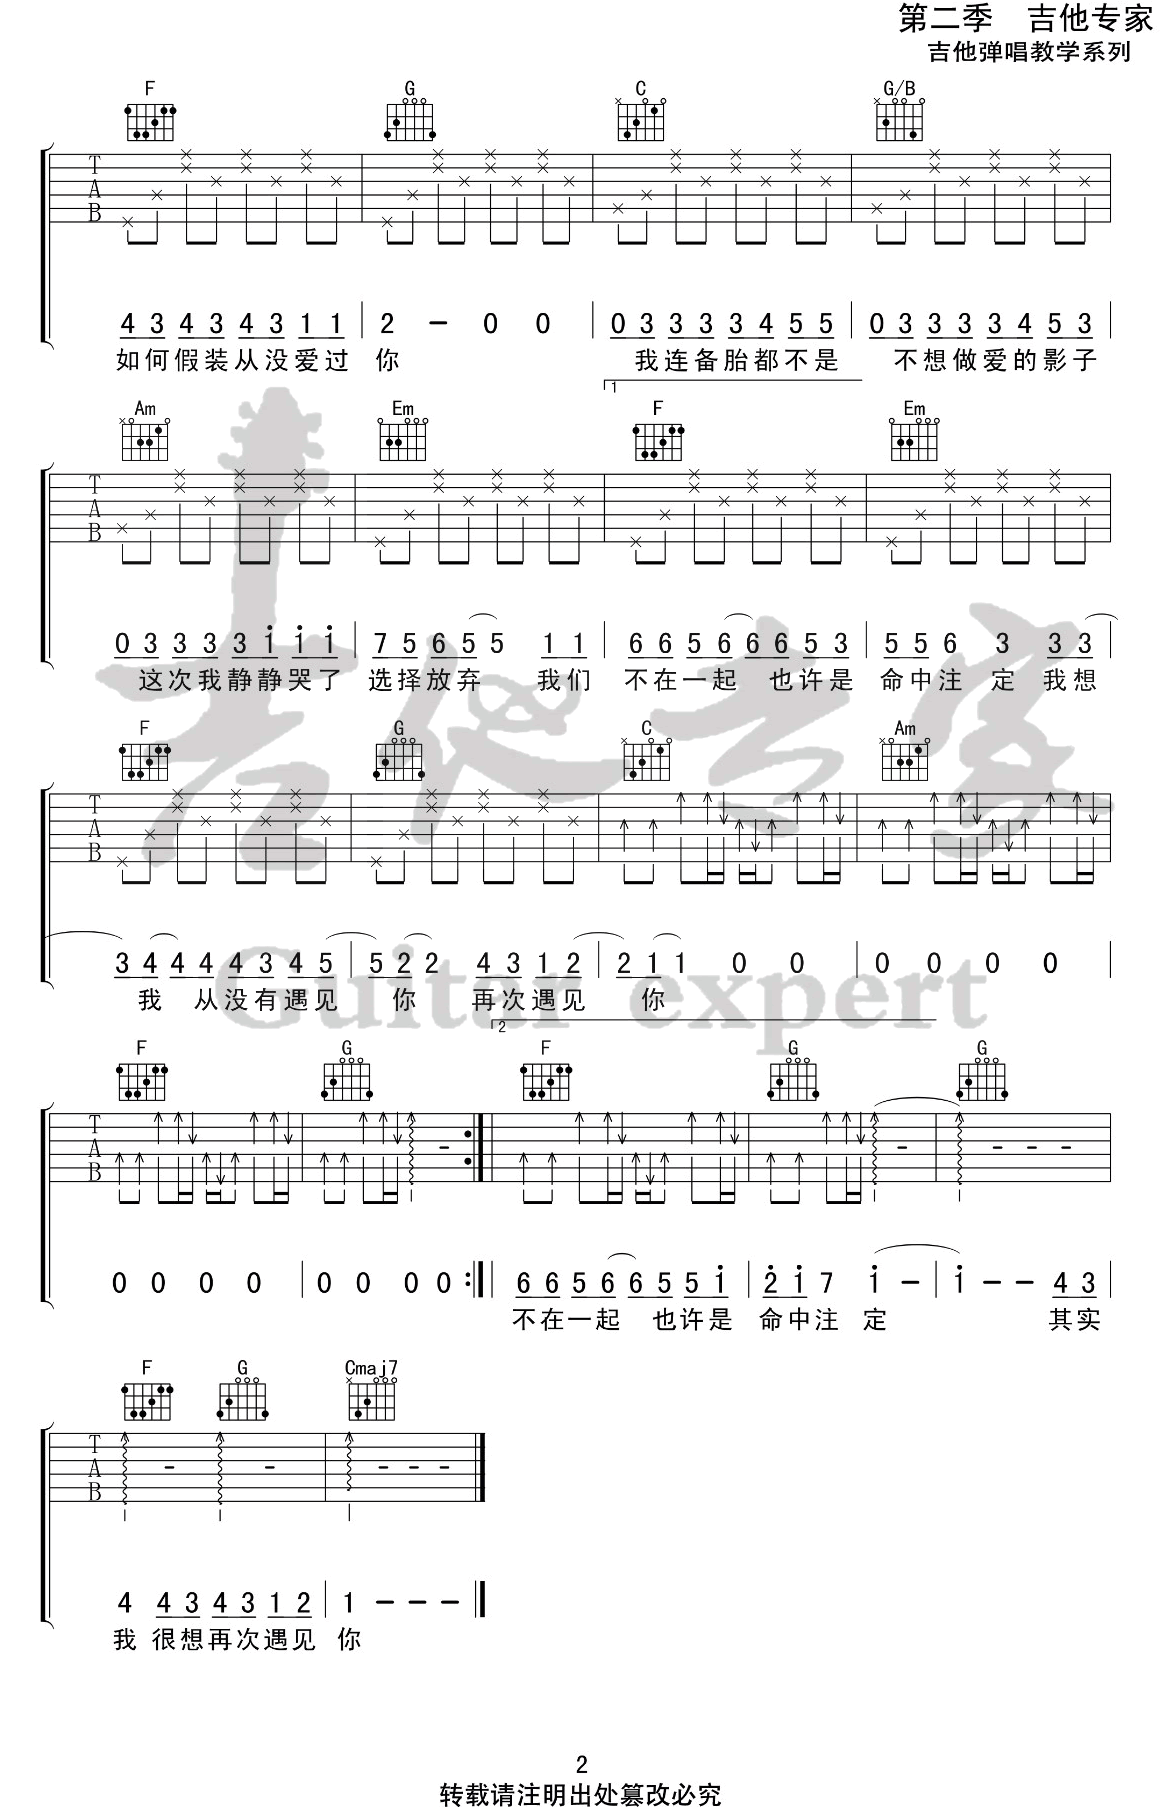 第二季　吉他专家
吉他弹唱教学系列
F G C G/B
T
A
B
4 3 4 3 4 3 1 1 | 2 － 0 0 | 0 3 3 3 3 4 5 5 | 0 3 3 3 3 4 5 3 |
如何假装从没爱过 你 我连备胎都不是 不想做爱的影子
1
Am Em F Em
T
A
B
0 3 3 3 3 i i i | 7 5 6 5 5 1 1 | 6 6 5 6 6 6 5 3 | 5 5 6 3 3 3 |
这次我静静哭了 选择放弃 我们 不在一起 也许是 命中注 定 我想
F G C Am
T
A
B
3 4 4 4 4 3 4 5 | 5 2 2 4 3 1 2 | 2 1 1 0 0 | 0 0 0 0 |
我 从没有遇见 你 再次遇见 你
吉他专家
Guitar expert
2
F G F G G
T
A
B
0 0 0 0 | 0 0 0 0 :|| 6 6 5 6 6 5 5 i | 2̇ i 7 i － | i － － 4 3 |
不在一起 也许是 命中注 定 其实
F G Cmaj7
T
A
B
4 4 3 4 3 1 2 | 1 － － － ‖
我 很想再次遇见 你
2
转载请注明出处篡改必究